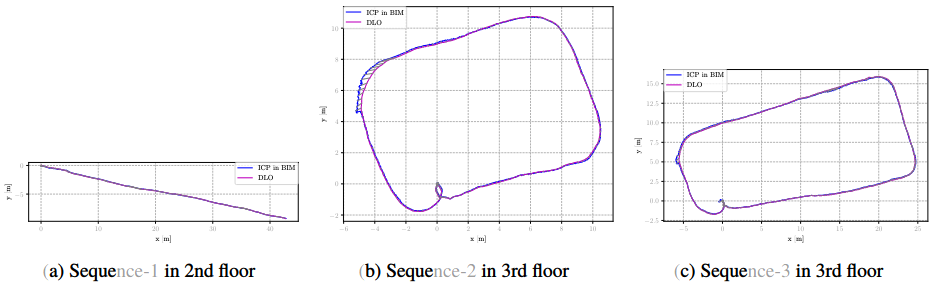 ICP in BIM
DLO
y [m]
0
−5
0
10
20
30
40
x [m]
(a) Sequence-1 in 2nd floor
ICP in BIM
DLO
y [m]
10
8
6
4
2
0
−2
−6
−4
−2
0
2
4
6
8
10
x [m]
(b) Sequence-2 in 3rd floor
ICP in BIM
DLO
y [m]
15.0
12.5
10.0
7.5
5.0
2.5
0.0
−2.5
−5
0
5
10
15
20
25
x [m]
(c) Sequence-3 in 3rd floor